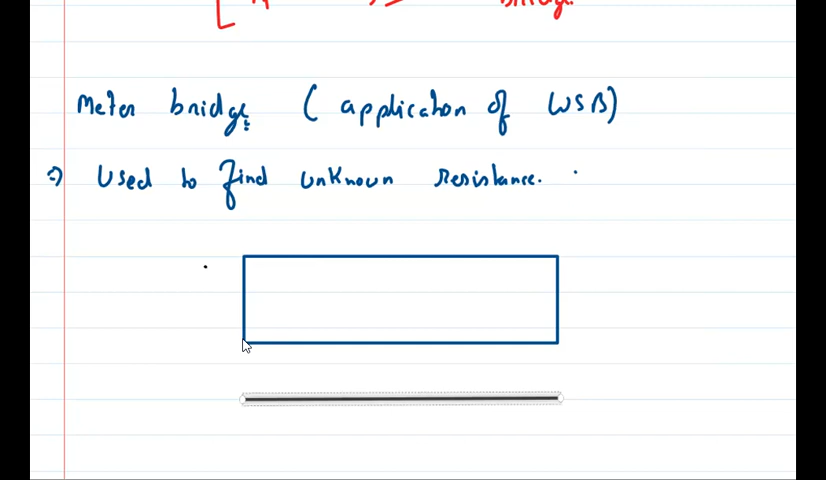 Meter bridge: ( application of WSB)
=> Used to find unknown resistance.